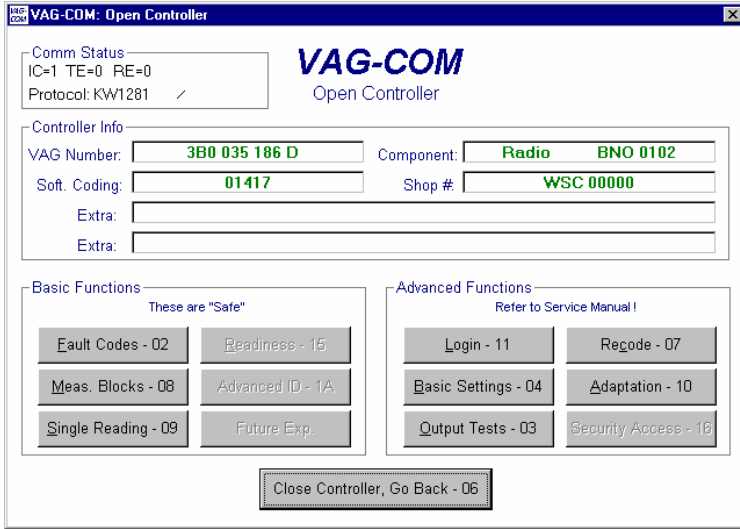 VAG-COM VAG-COM: Open Controller
Comm Status
IC=1 TE=0 RE=0
Protocol: KW1281 /
VAG-COM
Open Controller
Controller Info
VAG Number: 3B0 035 186 D Component: Radio BNO 0102
Soft. Coding: 01417 Shop #: WSC 00000
Extra:
Extra:
Basic Functions
These are "Safe"
Fault Codes - 02 Readiness - 15
Meas. Blocks - 08 Advanced ID - 1A
Single Reading - 09 Future Exp.
Advanced Functions
Refer to Service Manual !
Login - 11 Recode - 07
Basic Settings - 04 Adaptation - 10
Output Tests - 03 Security Access - 16
Close Controller, Go Back - 06